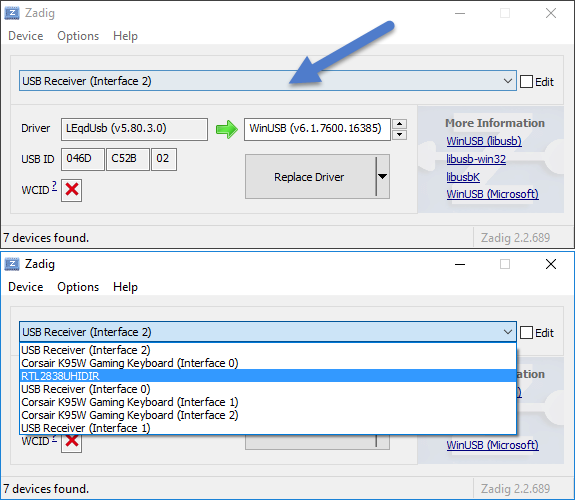 Zadig
Device Options Help
USB Receiver (Interface 2) Edit
Driver LEqdUsb (v5.80.3.0) WinUSB (v6.1.7600.16385)
USB ID 046D C52B 02
WCID ?
Replace Driver
More Information
WinUSB (libusb)
libusb-win32
libusbK
WinUSB (Microsoft)
7 devices found. Zadig 2.2.689
Zadig
Device Options Help
USB Receiver (Interface 2) Edit
USB Receiver (Interface 2)
Corsair K95W Gaming Keyboard (Interface 0)
RTL2838UHIDIR
USB Receiver (Interface 0)
Corsair K95W Gaming Keyboard (Interface 1)
Corsair K95W Gaming Keyboard (Interface 2)
USB Receiver (Interface 1)
ation
WCID ?
WinUSB (Microsoft)
7 devices found. Zadig 2.2.689